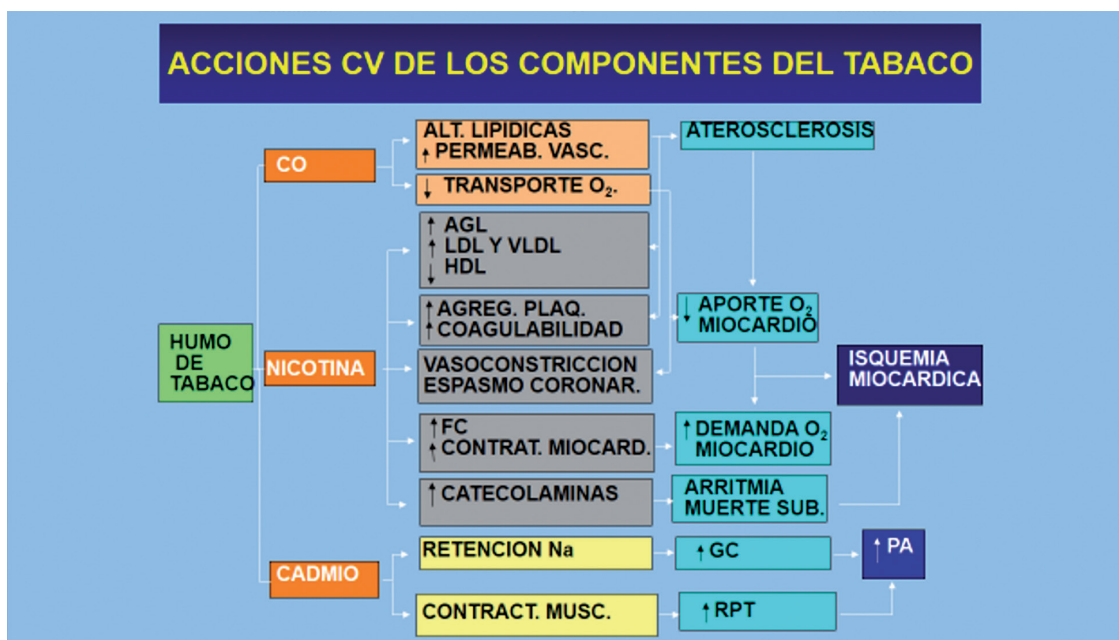 ACCIONES CV DE LOS COMPONENTES DEL TABACO
HUMO
DE
TABACO
CO
ALT. LIPIDICAS
↑ PERMEAB. VASC.
↓ TRANSPORTE O₂.
ATEROSCLEROSIS
NICOTINA
↑ AGL
↑ LDL Y VLDL
↓ HDL
↑ AGREG. PLAQ.
↑ COAGULABILIDAD
VASOCONSTRICCION
ESPASMO CORONAR.
↑ FC
↑ CONTRAT. MIOCARD.
↑ CATECOLAMINAS
↓ APORTE O₂
MIOCARDIO
↑ DEMANDA O₂
MIOCARDIO
ARRITMIA
MUERTE SUB.
ISQUEMIA
MIOCARDICA
CADMIO
RETENCION Na
CONTRACT. MUSC.
↑ GC
↑ RPT
↑ PA